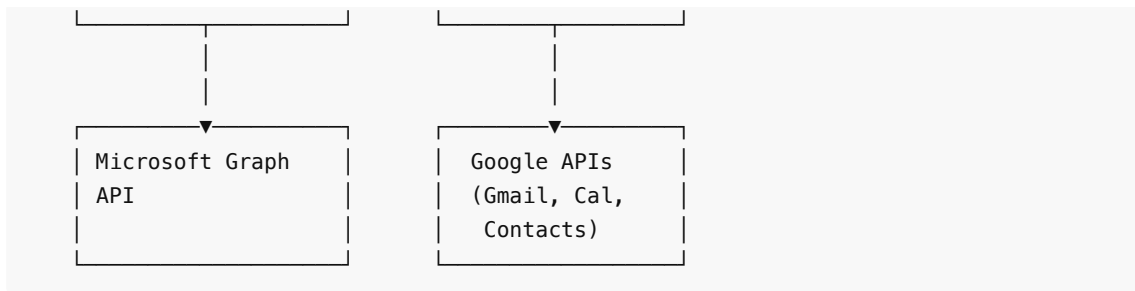 Microsoft Graph
API
Google APIs
(Gmail, Cal,
Contacts)